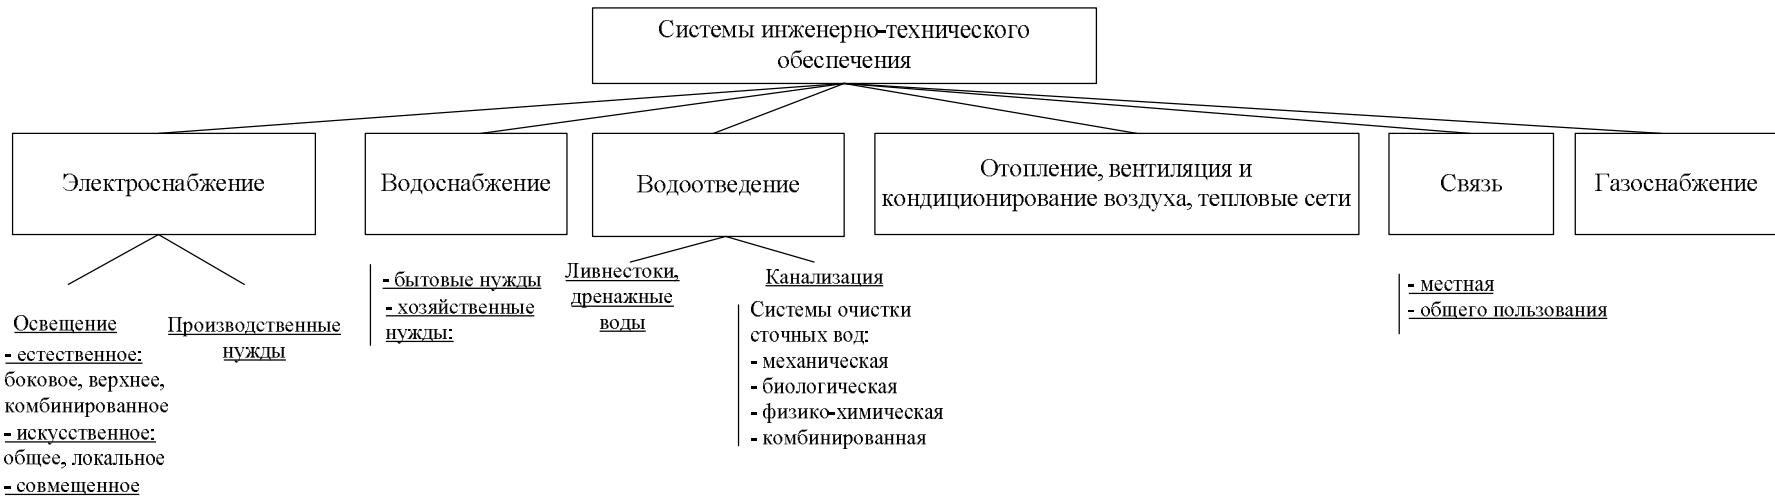 Системы инженерно-технического
обеспечения
Электроснабжение
Водоснабжение
Водоотведение
Отопление, вентиляция и
кондиционирование воздуха, тепловые сети
Связь
Газоснабжение
Освещение
- естественное:
боковое, верхнее,
комбинированное
- искусственное:
общее, локальное
- совмещенное
Производственные
нужды
- бытовые нужды
- хозяйственные
нужды:
Ливнестоки,
дренажные
воды
Канализация
Системы очистки
сточных вод:
- механическая
- биологическая
- физико-химическая
- комбинированная
- местная
- общего пользования